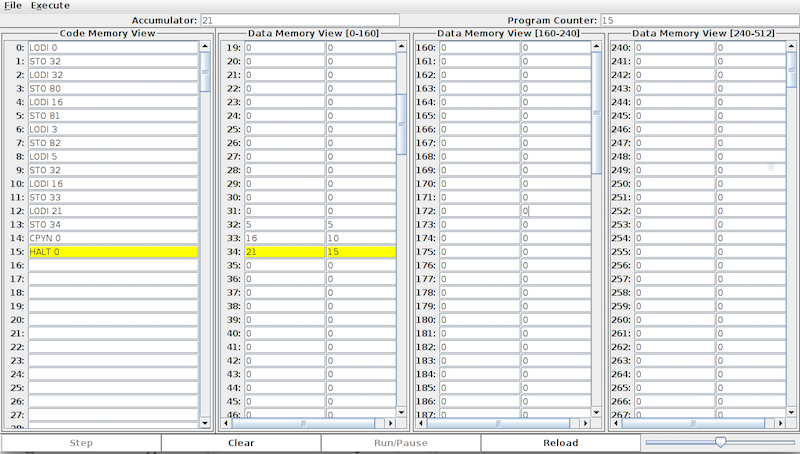 File Execute
Accumulator: 21 Program Counter: 15
Code Memory View Data Memory View [0-160] Data Memory View [160-240] Data Memory View [240-512]
0: LODI 0 19: 0 0 160: 0 0 240: 0 0
1: STO 32 20: 0 0 161: 0 0 241: 0 0
2: LODI 32 21: 0 0 162: 0 0 242: 0 0
3: STO 80 22: 0 0 163: 0 0 243: 0 0
4: LODI 16 23: 0 0 164: 0 0 244: 0 0
5: STO 81 24: 0 0 165: 0 0 245: 0 0
6: LODI 3 25: 0 0 166: 0 0 246: 0 0
7: STO 82 26: 0 0 167: 0 0 247: 0 0
8: LODI 5 27: 0 0 168: 0 0 248: 0 0
9: STO 32 28: 0 0 169: 0 0 249: 0 0
10: LODI 16 29: 0 0 170: 0 0 250: 0 0
11: STO 33 30: 0 0 171: 0 0 251: 0 0
12: LODI 21 31: 0 0 172: 0 0 252: 0 0
13: STO 34 32: 5 5 173: 0 0 253: 0 0
14: CPYN 0 33: 16 10 174: 0 0 254: 0 0
15: HALT 0 34: 21 15 175: 0 0 255: 0 0
16: 35: 0 0 176: 0 0 256: 0 0
17: 36: 0 0 177: 0 0 257: 0 0
18: 37: 0 0 178: 0 0 258: 0 0
19: 38: 0 0 179: 0 0 259: 0 0
20: 39: 0 0 180: 0 0 260: 0 0
21: 40: 0 0 181: 0 0 261: 0 0
22: 41: 0 0 182: 0 0 262: 0 0
23: 42: 0 0 183: 0 0 263: 0 0
24: 43: 0 0 184: 0 0 264: 0 0
25: 44: 0 0 185: 0 0 265: 0 0
26: 45: 0 0 186: 0 0 266: 0 0
27: 46: 0 0 187: 0 0 267: 0 0
28:
Step Clear Run/Pause Reload